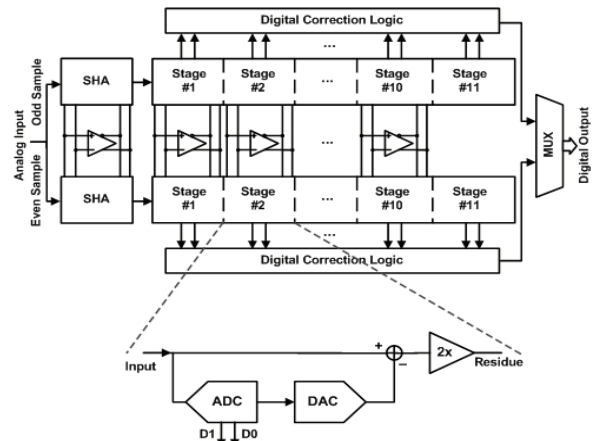 Digital Correction Logic
...
SHA
Stage #1
Stage #2
...
Stage #10
Stage #11
Odd Sample
Analog Input
Even Sample
...
MUX
Digital Output
SHA
Stage #1
Stage #2
...
Stage #10
Stage #11
...
Digital Correction Logic
Input
+
−
2x
Residue
ADC
DAC
D1
D0